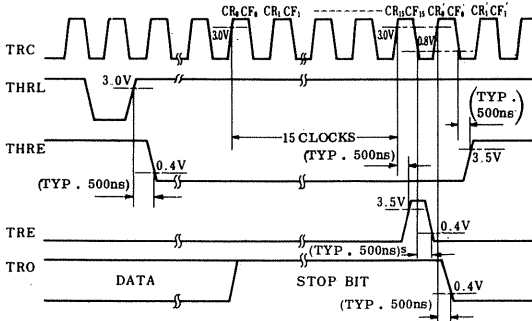 CR₀ CF₀ CR₁ CF₁ CR₁₅ CF₁₅ CR₀′ CF₀′ CR₁′ CF₁′
3.0V 3.0V 0.8V
TRC
THRL
3.0V
(TYP. 500ns)
THRE
15 CLOCKS
(TYP. 500ns)
3.5V
0.4V
(TYP. 500ns)
3.5V
TRE
0.4V
(TYP. 500ns)s
TRO
DATA
STOP BIT
0.4V
(TYP. 500ns)